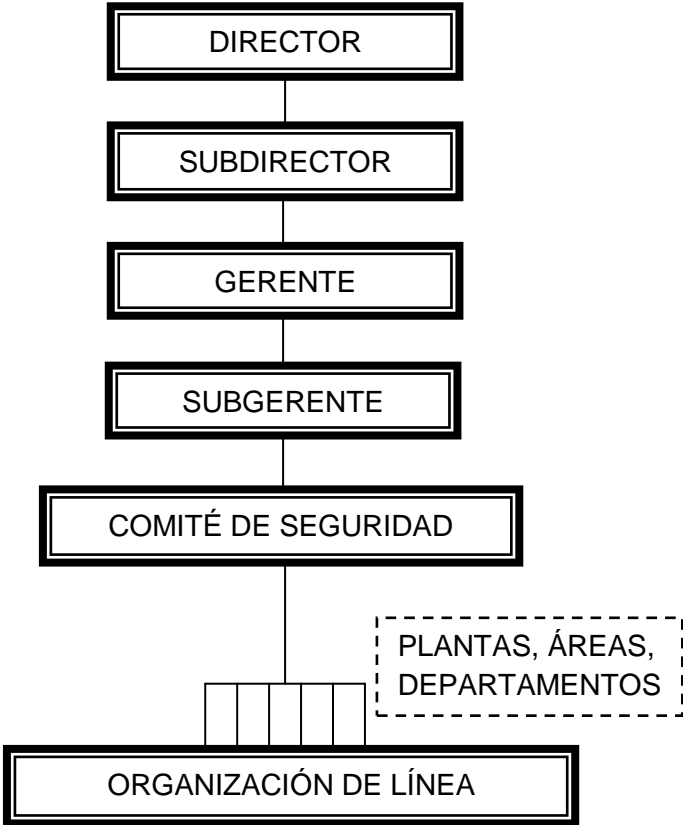 DIRECTOR
SUBDIRECTOR
GERENTE
SUBGERENTE
COMITÉ DE SEGURIDAD
PLANTAS, ÁREAS,
DEPARTAMENTOS
ORGANIZACIÓN DE LÍNEA